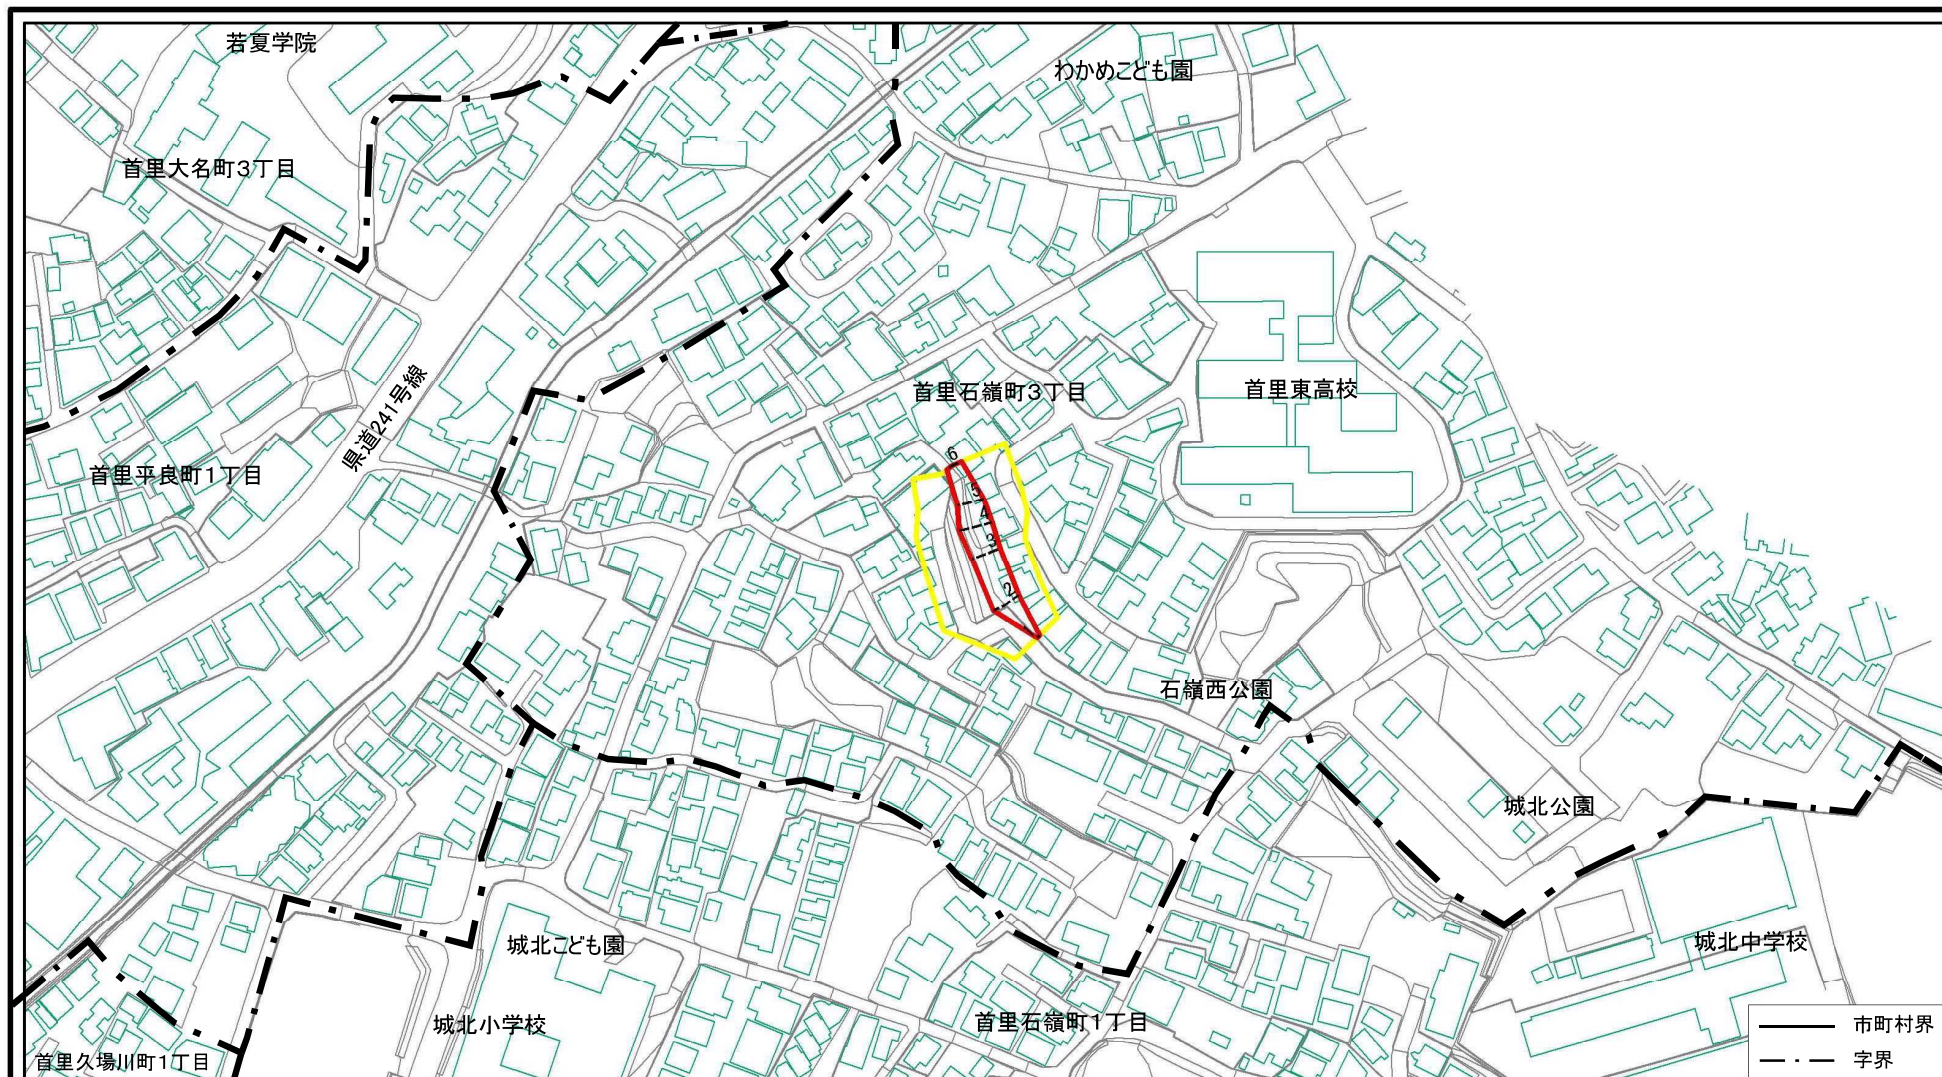 若夏学院
わかめこども園
首里大名町3丁目
県道241号線
首里石嶺町3丁目
首里東高校
首里平良町1丁目
6
5
4
3
2
石嶺西公園
城北公園
城北こども園
城北中学校
城北小学校
首里石嶺町1丁目
首里久場川町1丁目
市町村界
字界